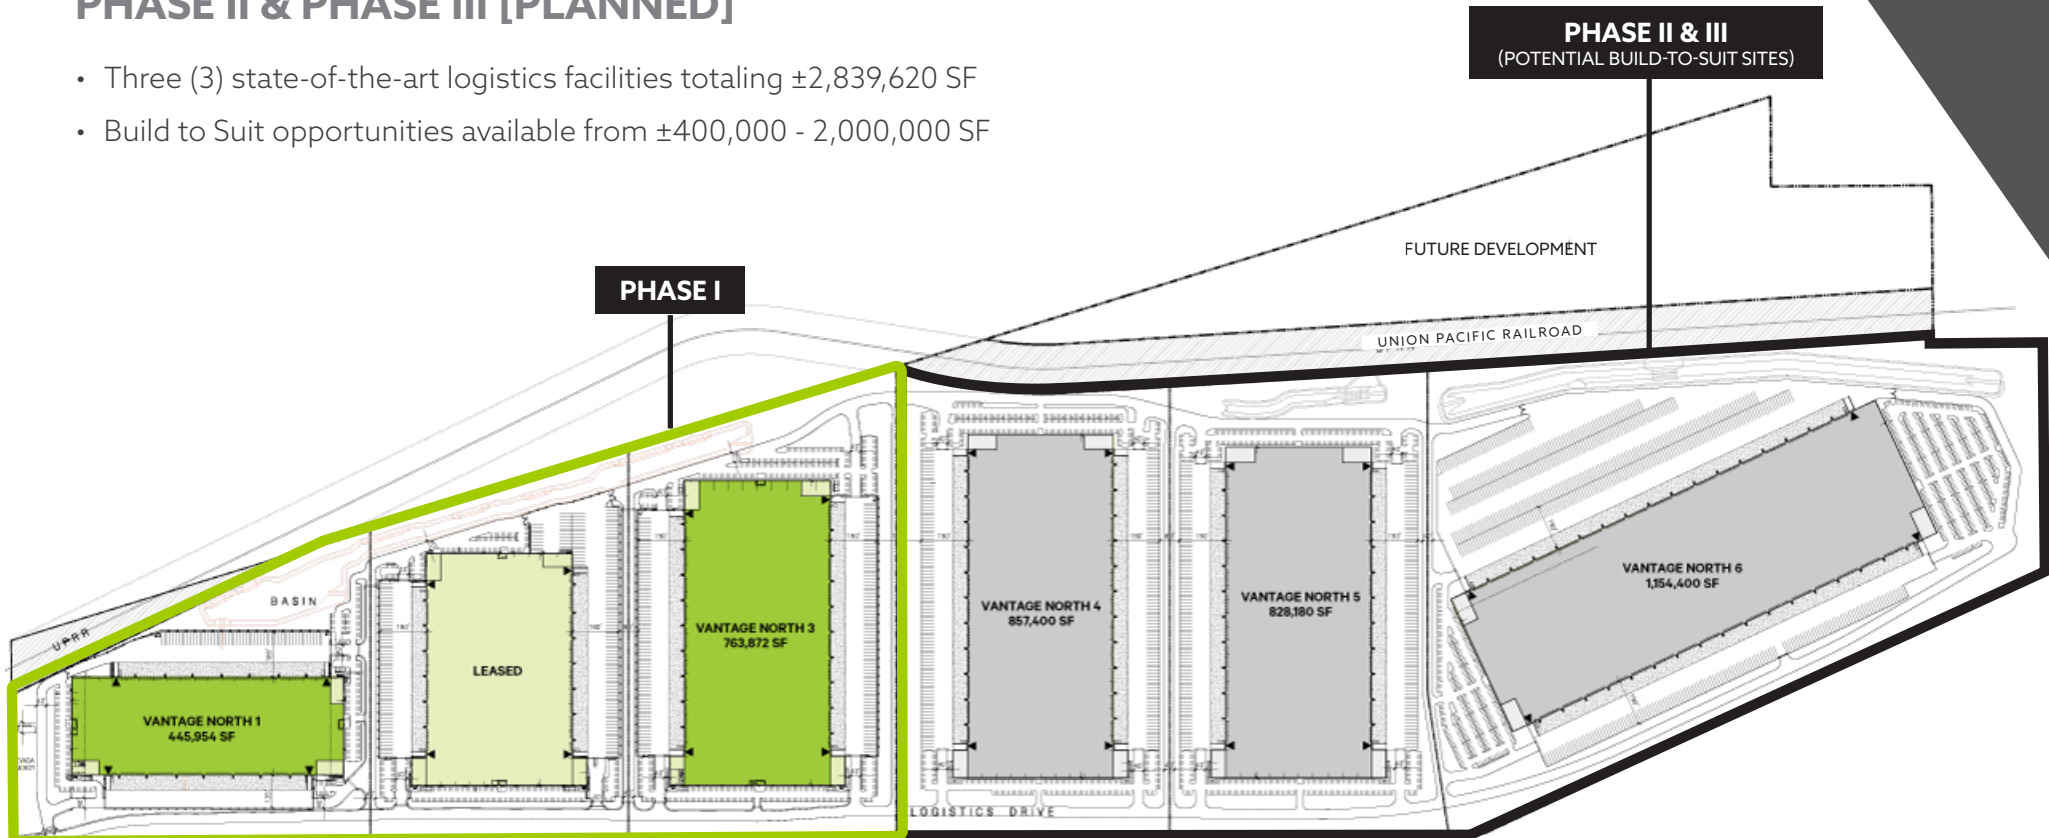 PHASE II & PHASE III [PLANNED]
• Three (3) state-of-the-art logistics facilities totaling ±2,839,620 SF
• Build to Suit opportunities available from ±400,000 - 2,000,000 SF
PHASE II & III
(POTENTIAL BUILD-TO-SUIT SITES)
FUTURE DEVELOPMENT
PHASE I
UNION PACIFIC RAILROAD
UPRR
BASIN
VANTAGE NORTH 1
445,954 SF
LEASED
VANTAGE NORTH 3
763,872 SF
VANTAGE NORTH 4
857,400 SF
VANTAGE NORTH 5
828,180 SF
VANTAGE NORTH 6
1,154,400 SF
LOGISTICS DRIVE